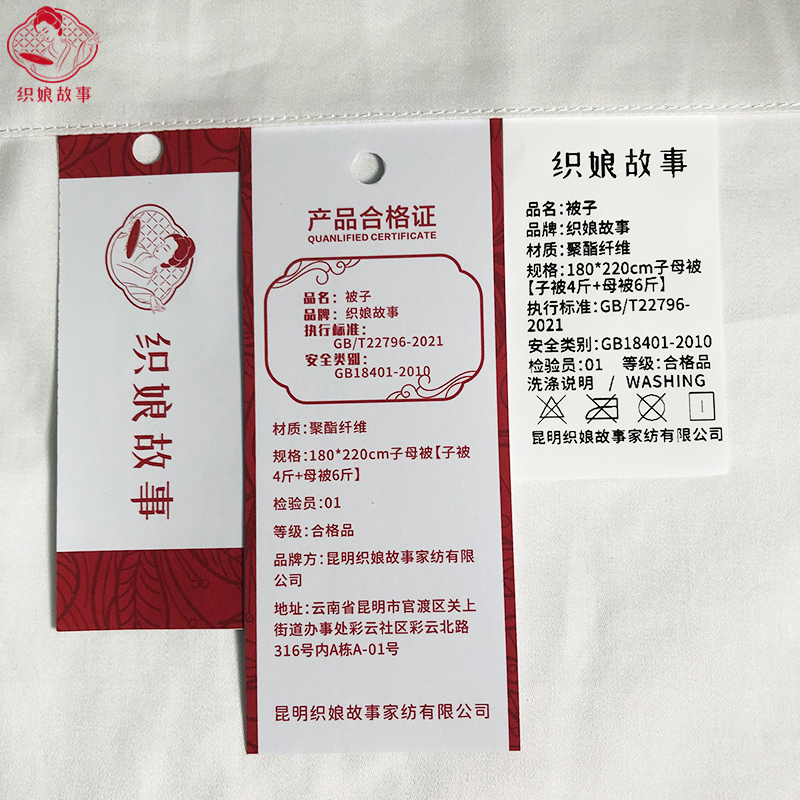 织娘故事
织娘故事
产品合格证
QUANLIFIED CERTIFICATE
品名：被子
品牌：织娘故事
执行标准：
GB/T22796-2021
安全类别：
GB18401-2010
材质：聚酯纤维
规格：180*220cm子母被【子被
4斤+母被6斤】
检验员：01
等级：合格品
品牌方：昆明织娘故事家纺有限
公司
地址：云南省昆明市官渡区关上
街道办事处彩云社区彩云北路
316号内A栋A-01号
昆明织娘故事家纺有限公司
织娘故事
品名：被子
品牌：织娘故事
材质：聚酯纤维
规格：180*220cm子母被
【子被4斤+母被6斤】
执行标准：GB/T22796-
2021
安全类别：GB18401-2010
检验员：01 等级：合格品
洗涤说明 / WASHING
昆明织娘故事家纺有限公司